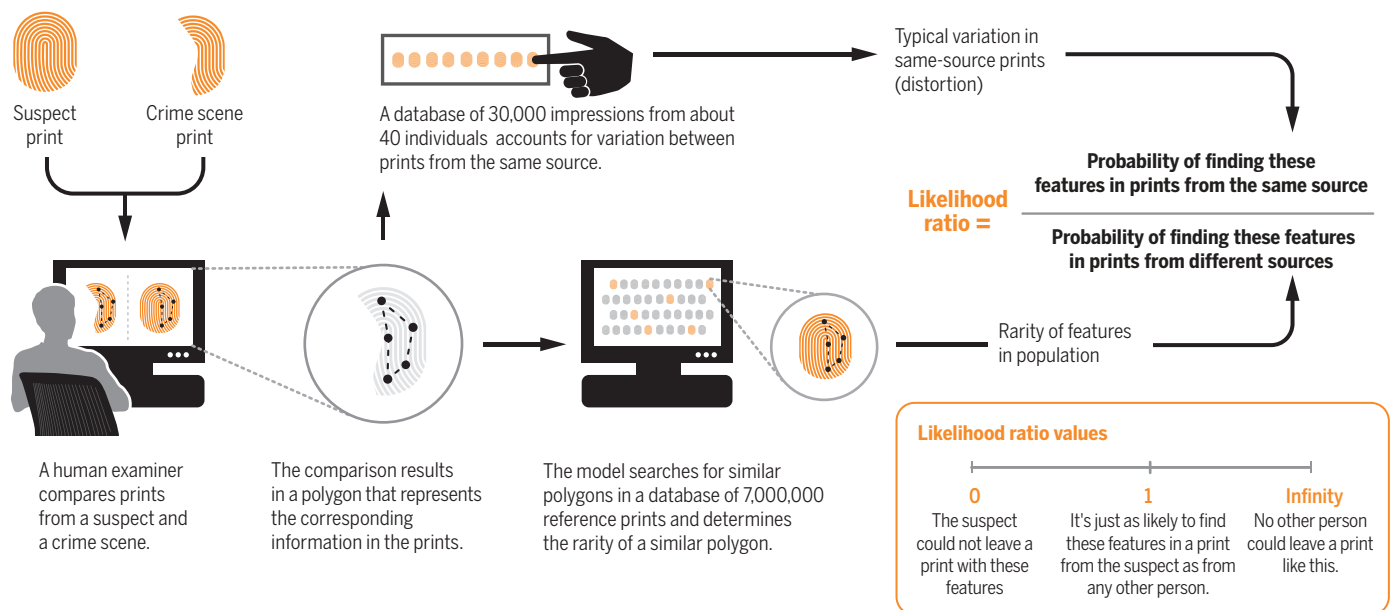 Suspect
print
Crime scene
print
A database of 30,000 impressions from about
40 individuals accounts for variation between
prints from the same source.
Typical variation in
same-source prints
(distortion)
Likelihood
ratio =
Probability of finding these
features in prints from the same source
Probability of finding these features
in prints from different sources
Rarity of features
in population
A human examiner
compares prints
from a suspect and
a crime scene.
The comparison results
in a polygon that represents
the corresponding
information in the prints.
The model searches for similar
polygons in a database of 7,000,000
reference prints and determines
the rarity of a similar polygon.
Likelihood ratio values
0
The suspect
could not leave a
print with these
features
1
It's just as likely to find
these features in a print
from the suspect as from
any other person.
Infinity
No other person
could leave a print
like this.